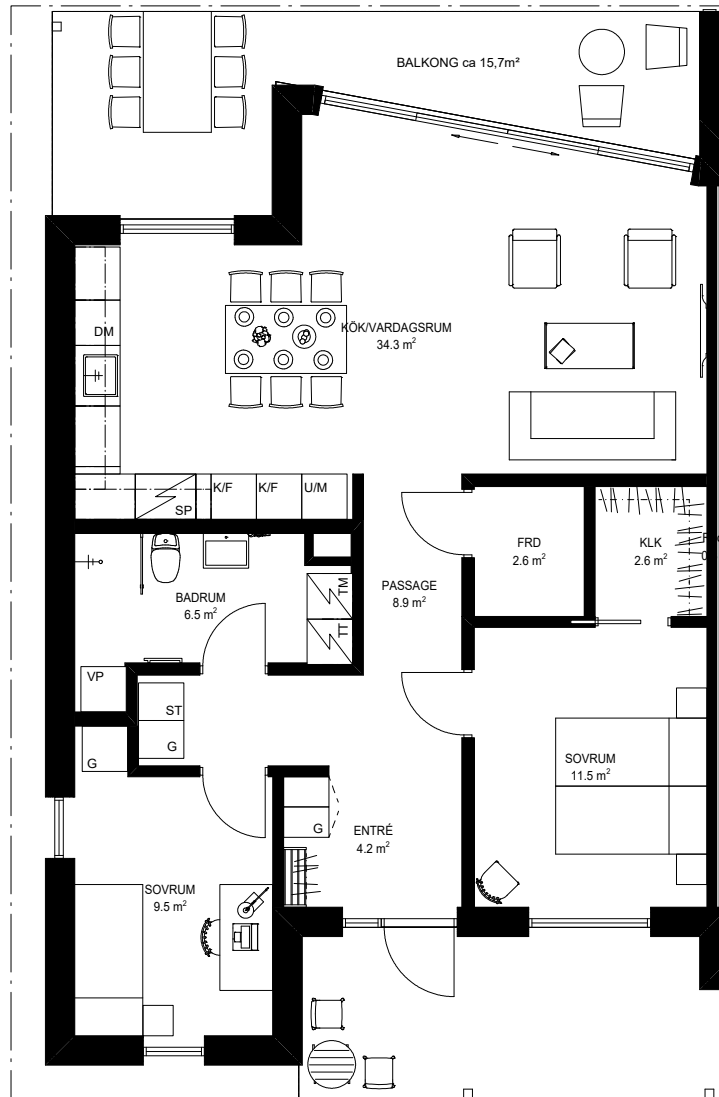 BALKONG ca 15,7m²
DM
KÖK/VARDAGSRUM
34.3 m²
K/F
K/F
U/M
SP
FRD
2.6 m²
KLK
2.6 m²
BADRUM
6.5 m²
TM
TT
PASSAGE
8.9 m²
VP
ST
G
G
SOVRUM
11.5 m²
G
ENTRÉ
4.2 m²
SOVRUM
9.5 m²